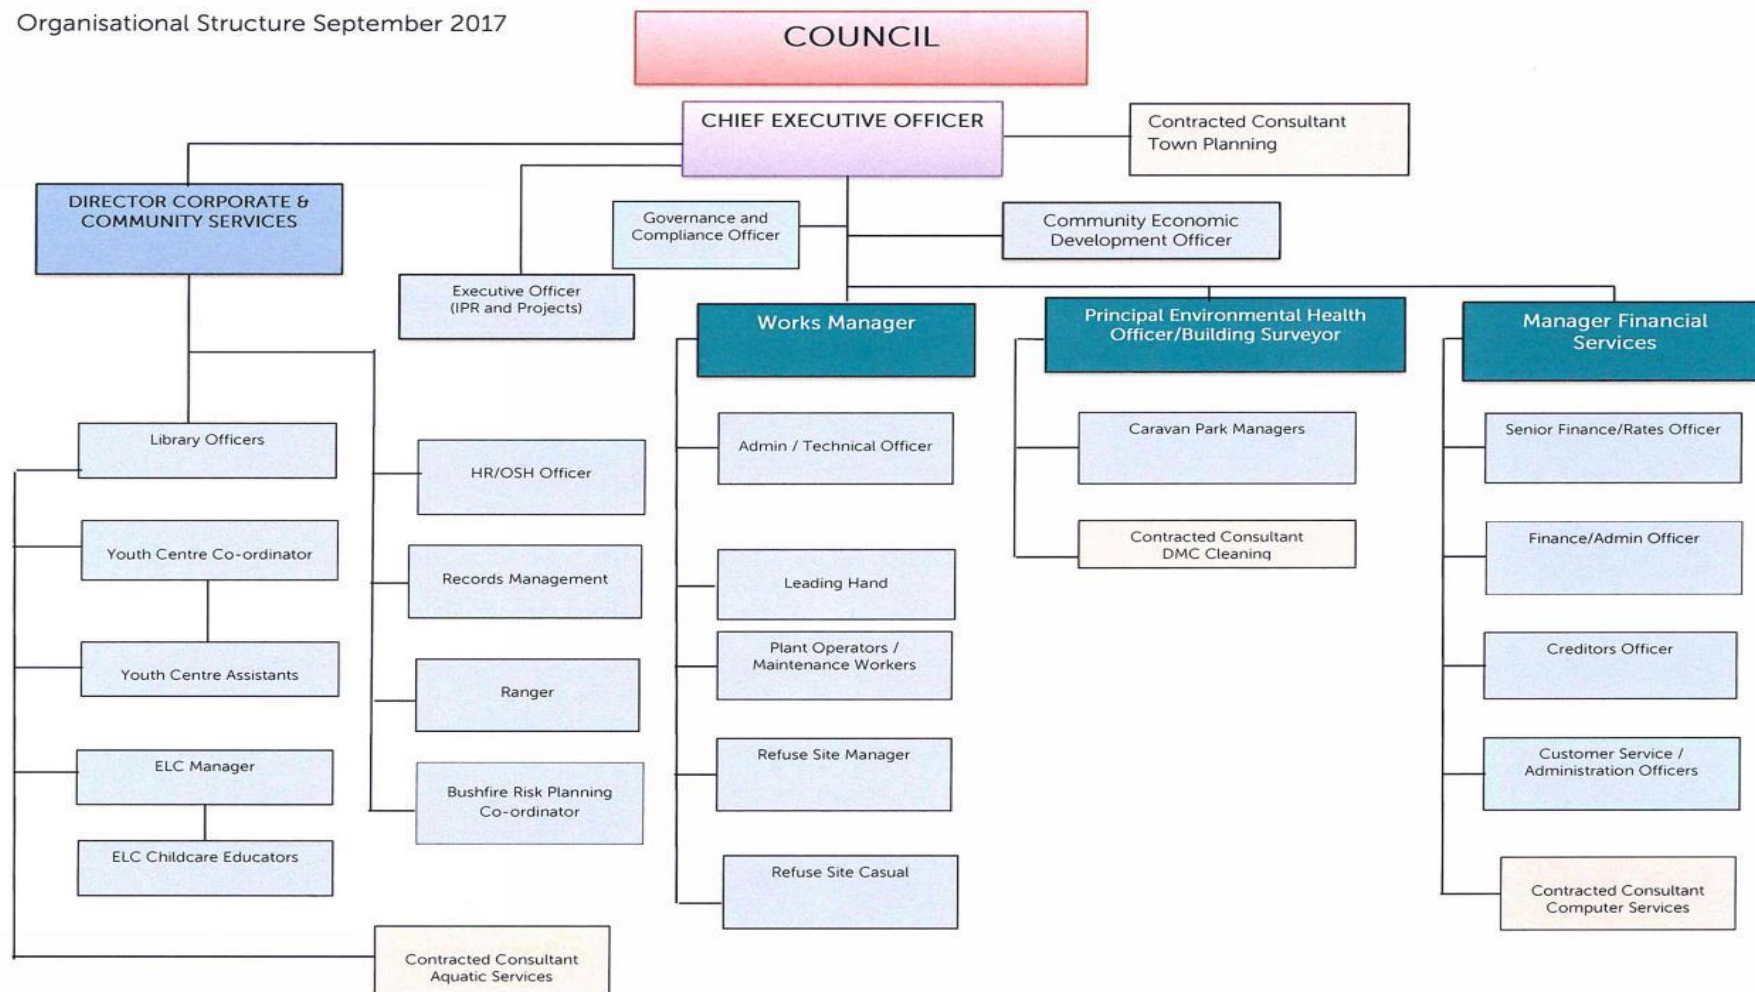 Organisational Structure September 2017
COUNCIL
CHIEF EXECUTIVE OFFICER
Contracted Consultant
Town Planning
DIRECTOR CORPORATE &
COMMUNITY SERVICES
Governance and
Compliance Officer
Community Economic
Development Officer
Executive Officer
(IPR and Projects)
Works Manager
Principal Environmental Health
Officer/Building Surveyor
Manager Financial
Services
Library Officers
Youth Centre Co-ordinator
Youth Centre Assistants
ELC Manager
ELC Childcare Educators
HR/OSH Officer
Records Management
Ranger
Bushfire Risk Planning
Co-ordinator
Contracted Consultant
Aquatic Services
Admin / Technical Officer
Leading Hand
Plant Operators /
Maintenance Workers
Refuse Site Manager
Refuse Site Casual
Caravan Park Managers
Contracted Consultant
DMC Cleaning
Senior Finance/Rates Officer
Finance/Admin Officer
Creditors Officer
Customer Service /
Administration Officers
Contracted Consultant
Computer Services